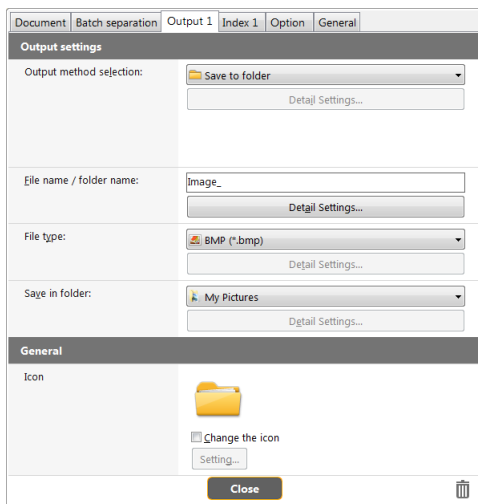 Document Batch separation Output 1 Index 1 Option General
Output settings
Output method selection: Save to folder
Detail Settings...
File name / folder name: Image_
Detail Settings...
File type: BMP (*.bmp)
Detail Settings...
Save in folder: My Pictures
Detail Settings...
General
Icon
Change the icon
Setting...
Close